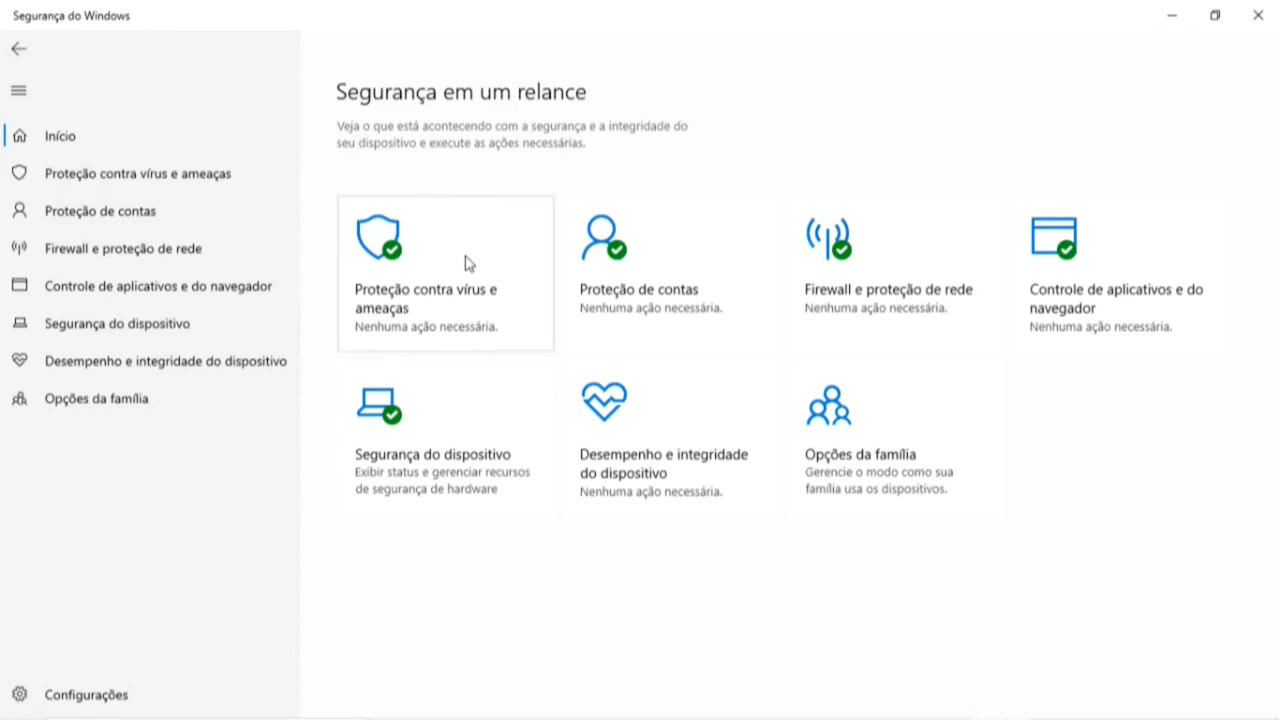 Segurança do Windows
Início
Proteção contra vírus e ameaças
Proteção de contas
Firewall e proteção de rede
Controle de aplicativos e do navegador
Segurança do dispositivo
Desempenho e integridade do dispositivo
Opções da família
Configurações
Segurança em um relance
Veja o que está acontecendo com a segurança e a integridade do
seu dispositivo e execute as ações necessárias.
Proteção contra vírus e
ameaças
Nenhuma ação necessária.
Proteção de contas
Nenhuma ação necessária.
Firewall e proteção de rede
Nenhuma ação necessária.
Controle de aplicativos e do
navegador
Nenhuma ação necessária.
Segurança do dispositivo
Exibir status e gerenciar recursos
de segurança de hardware
Desempenho e integridade
do dispositivo
Nenhuma ação necessária.
Opções da família
Gerencie o modo como sua
família usa os dispositivos.